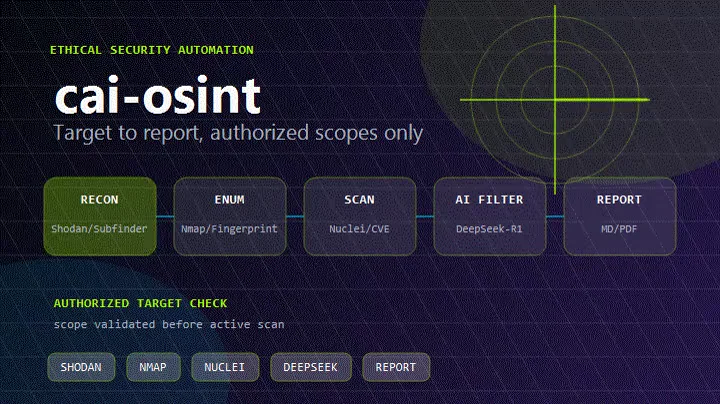 ETHICAL SECURITY AUTOMATION
cai-osint
Target to report, authorized scopes only
RECON
Shodan/Subfinder
ENUM
Nmap/Fingerprint
SCAN
Nuclei/CVE
AI FILTER
DeepSeek-R1
REPORT
MD/PDF
AUTHORIZED TARGET CHECK
scope validated before active scan
SHODAN
NMAP
NUCLEI
DEEPSEEK
REPORT